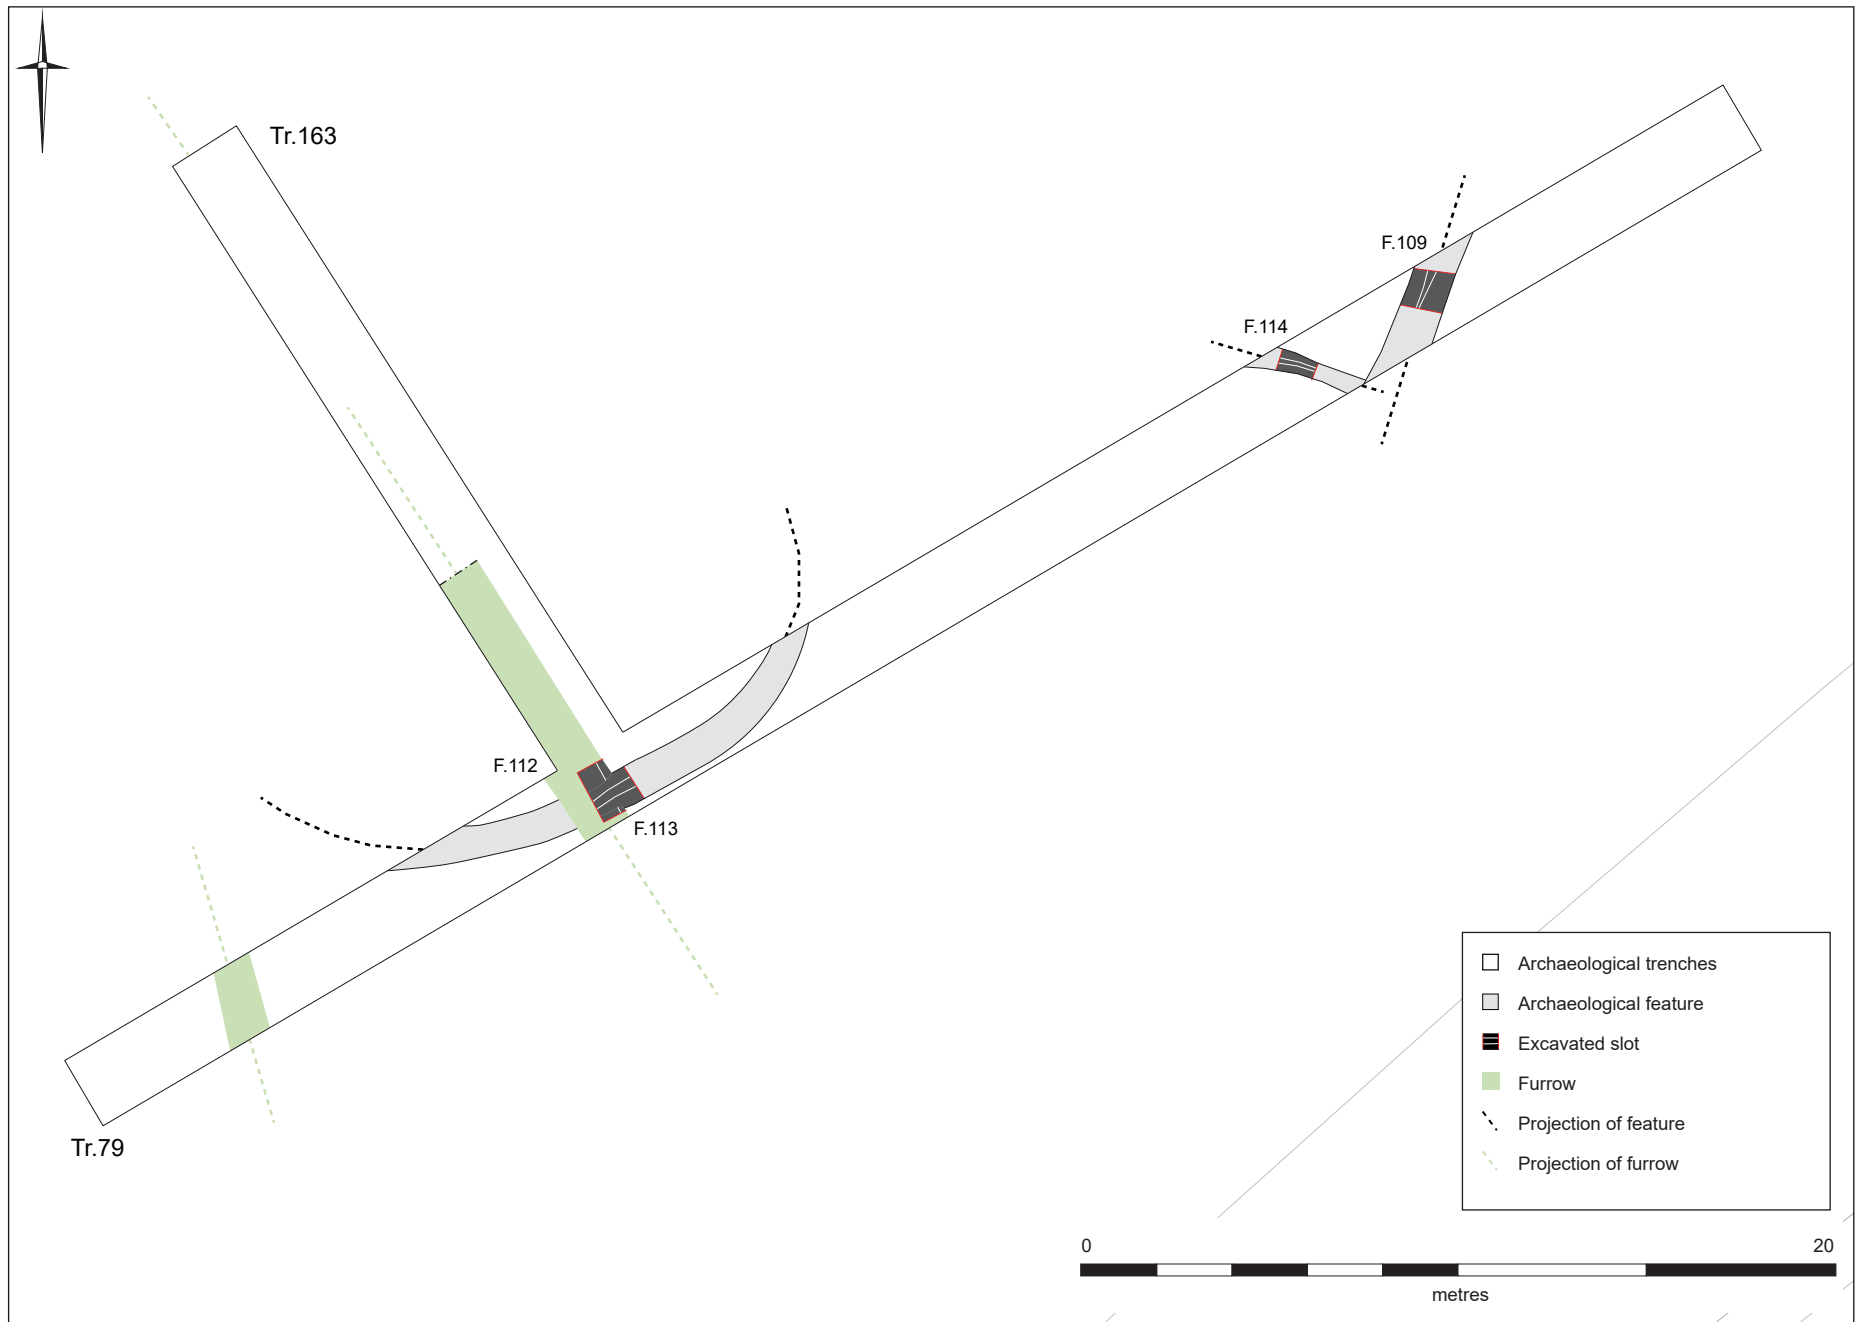 Tr.163
F.109
F.114
F.112
F.113
Tr.79
Archaeological trenches
Archaeological feature
Excavated slot
Furrow
Projection of feature
Projection of furrow
0 20
metres